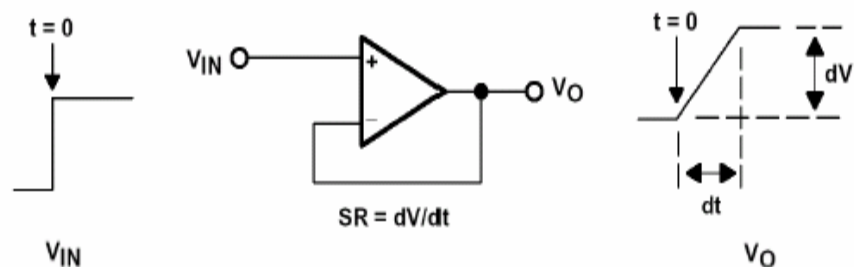 t = 0
V_IN
V_IN
+
−
V_O
SR = dV/dt
t = 0
dV
dt
V_O